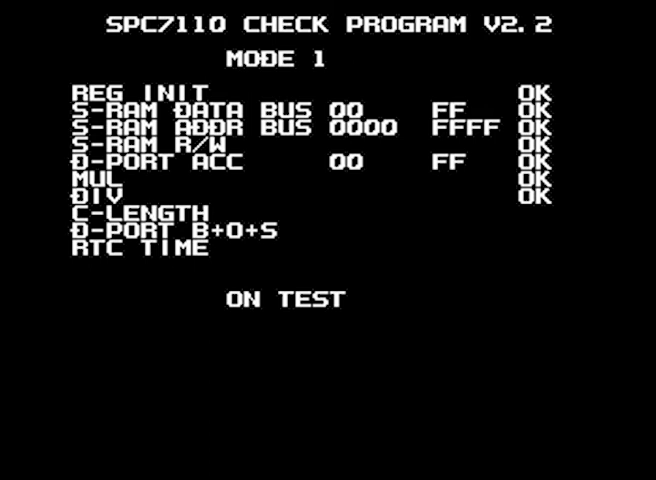 SPC7110 CHECK PROGRAM V2.2
MODE 1
REG INIT OK
S-RAM DATA BUS 00 FF OK
S-RAM ADDR BUS 0000 FFFF OK
S-RAM R/W OK
D-PORT ACC 00 FF OK
MUL OK
DIV OK
C-LENGTH
D-PORT B+O+S
RTC TIME
ON TEST